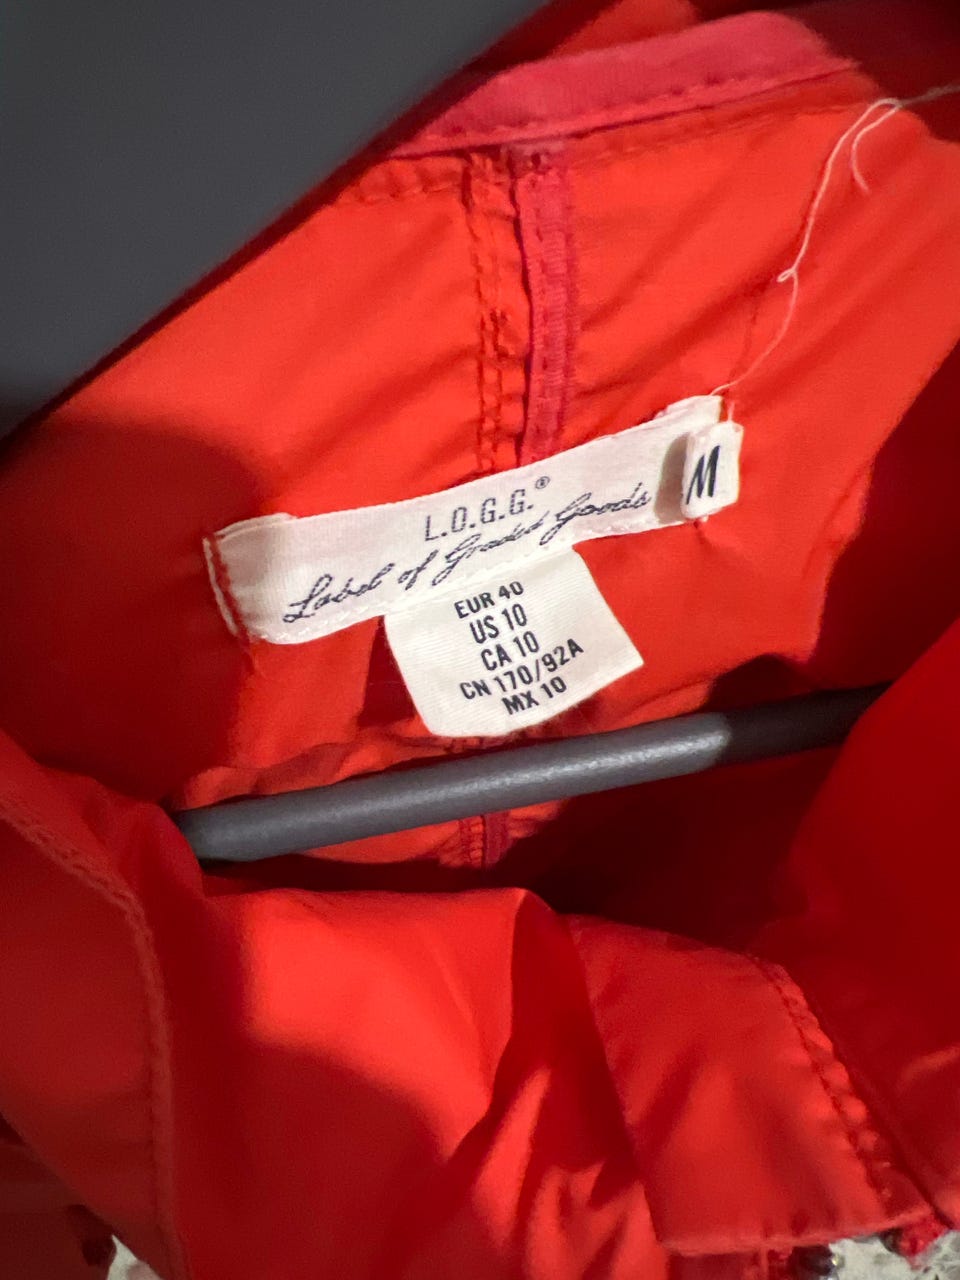 L.O.G.G.®
Label of Graded Goods
M
EUR 40
US 10
CA 10
CN 170/92A
MX 10